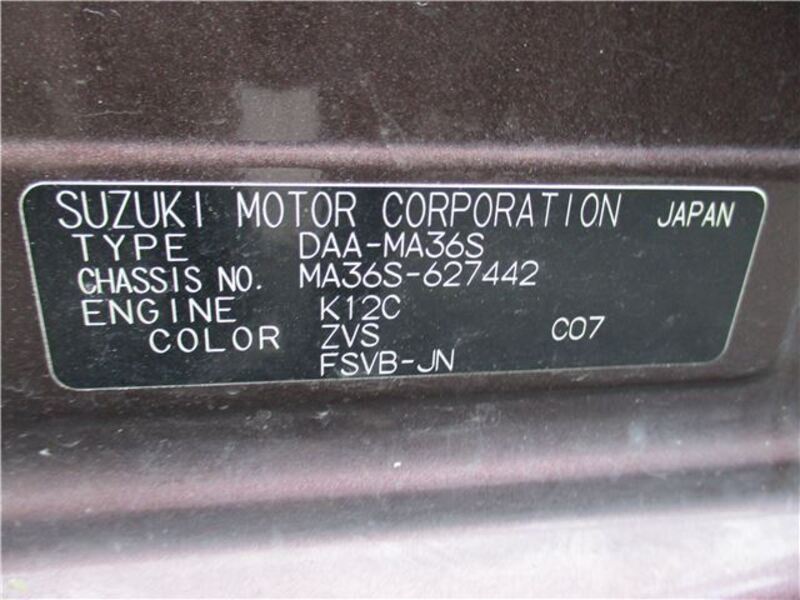 SUZUKI MOTOR CORPORATION JAPAN
TYPE DAA-MA36S
CHASSIS NO. MA36S-627442
ENGINE K12C
COLOR ZVS C07
FSVB-JN